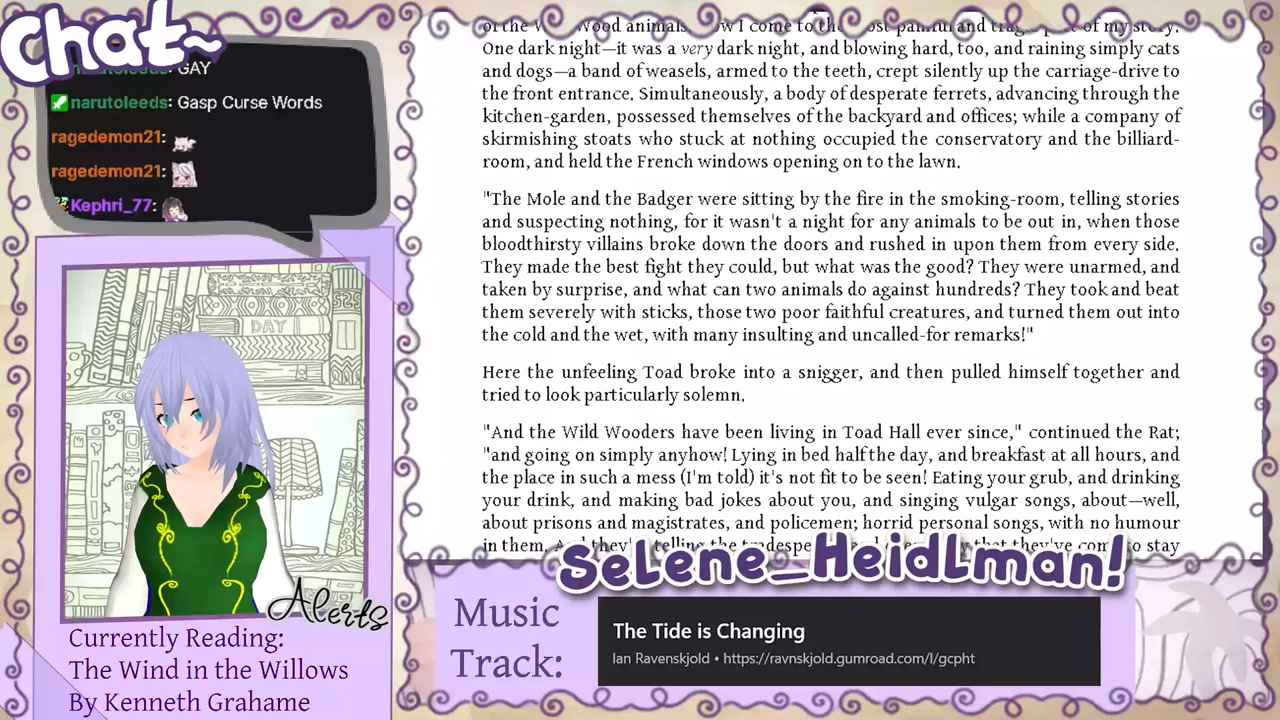 Chat~
GAY
narutoleeds: Gasp Curse Words
ragedemon21:
ragedemon21:
Kephri_77:
DAY
Alerts
Currently Reading:
The Wind in the Willows
By Kenneth Grahame
One dark night—it was a very dark night, and blowing hard, too, and raining simply cats
and dogs—a band of weasels, armed to the teeth, crept silently up the carriage-drive to
the front entrance. Simultaneously, a body of desperate ferrets, advancing through the
kitchen-garden, possessed themselves of the backyard and offices; while a company of
skirmishing stoats who stuck at nothing occupied the conservatory and the billiard-
room, and held the French windows opening on to the lawn.
"The Mole and the Badger were sitting by the fire in the smoking-room, telling stories
and suspecting nothing, for it wasn't a night for any animals to be out in, when those
bloodthirsty villains broke down the doors and rushed in upon them from every side.
They made the best fight they could, but what was the good? They were unarmed, and
taken by surprise, and what can two animals do against hundreds? They took and beat
them severely with sticks, those two poor faithful creatures, and turned them out into
the cold and the wet, with many insulting and uncalled-for remarks!"
Here the unfeeling Toad broke into a snigger, and then pulled himself together and
tried to look particularly solemn.
"And the Wild Wooders have been living in Toad Hall ever since," continued the Rat;
"and going on simply anyhow! Lying in bed half the day, and breakfast at all hours, and
the place in such a mess (I'm told) it's not fit to be seen! Eating your grub, and drinking
your drink, and making bad jokes about you, and singing vulgar songs, about—well,
about prisons and magistrates, and policemen; horrid personal songs, with no humour
in them.
Selene_Heidlman!
Music
Track:
The Tide is Changing
Ian Ravenskjold • https://ravnskjold.gumroad.com/l/gcpht